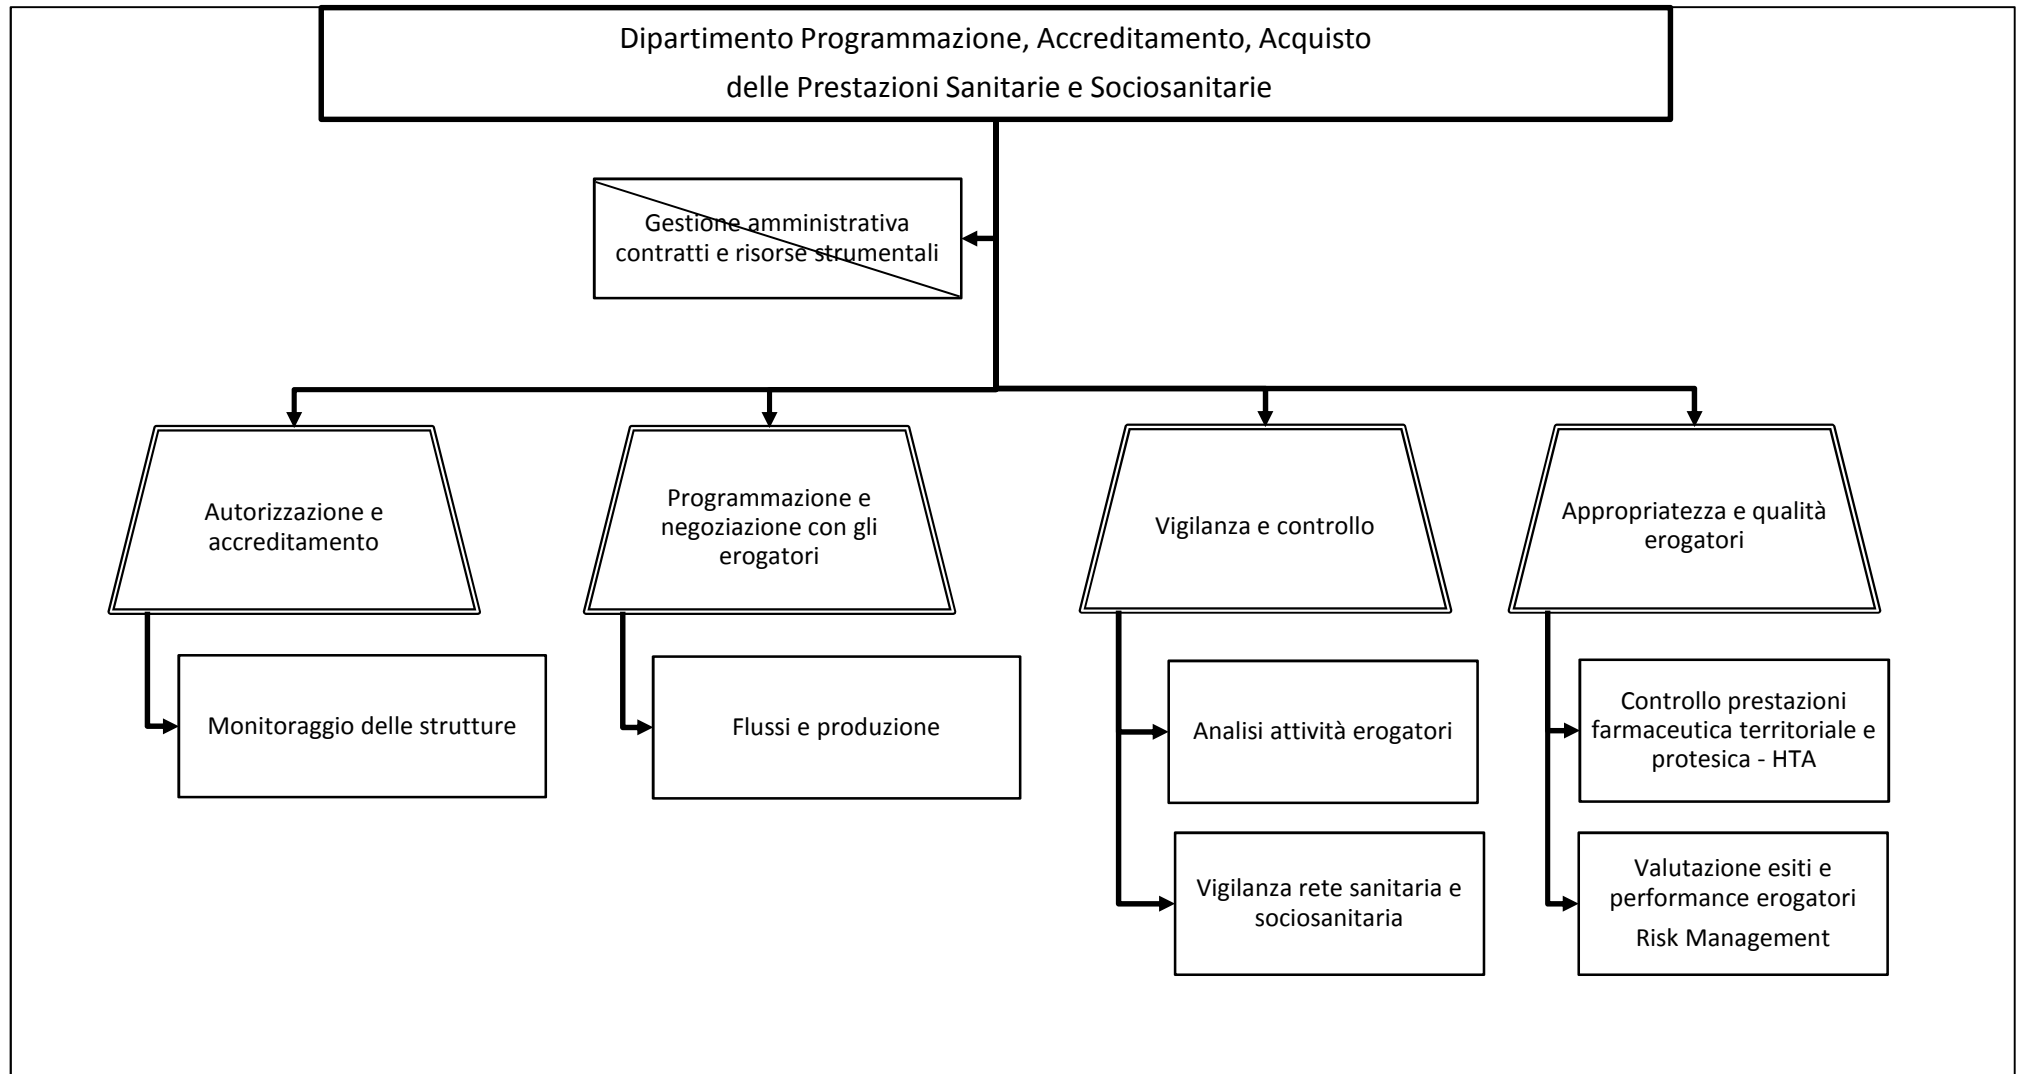 Dipartimento Programmazione, Accreditamento, Acquisto
delle Prestazioni Sanitarie e Sociosanitarie
Gestione amministrativa
contratti e risorse strumentali
Autorizzazione e
accreditamento
Programmazione e
negoziazione con gli
erogatori
Vigilanza e controllo
Appropriatezza e qualità
erogatori
Monitoraggio delle strutture
Flussi e produzione
Analisi attività erogatori
Controllo prestazioni
farmaceutica territoriale e
protesica - HTA
Vigilanza rete sanitaria e
sociosanitaria
Valutazione esiti e
performance erogatori
Risk Management